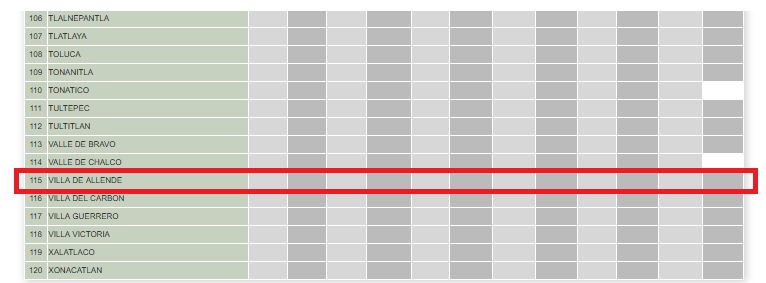 106 TLALNEPANTLA
107 TLATLAYA
108 TOLUCA
109 TONANITLA
110 TONATICO
111 TULTEPEC
112 TULTITLAN
113 VALLE DE BRAVO
114 VALLE DE CHALCO
115 VILLA DE ALLENDE
116 VILLA DEL CARBON
117 VILLA GUERRERO
118 VILLA VICTORIA
119 XALATLACO
120 XONACATLAN